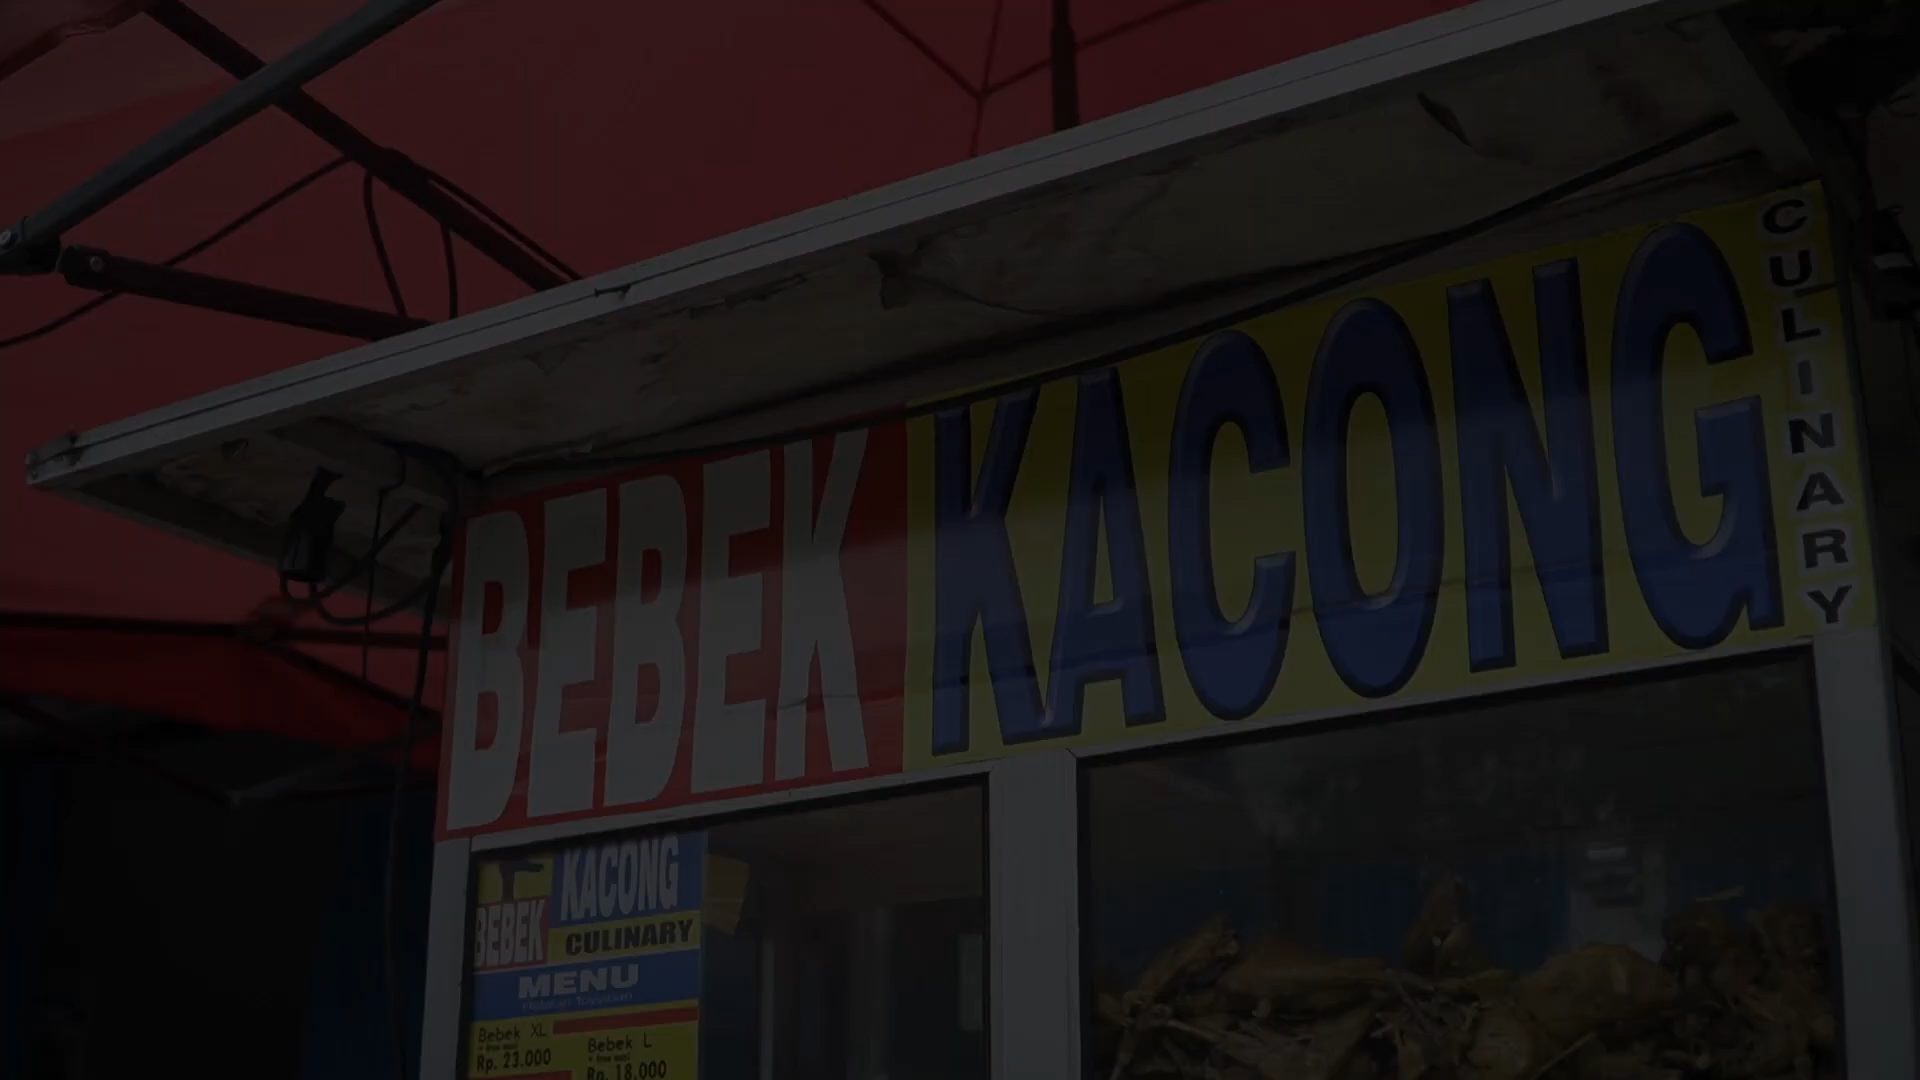 BEBEK KACONG CULINARY
BEBEK KACONG
CULINARY
MENU
Bebek XL
Rp. 23.000
Bebek L
Rp. 18.000